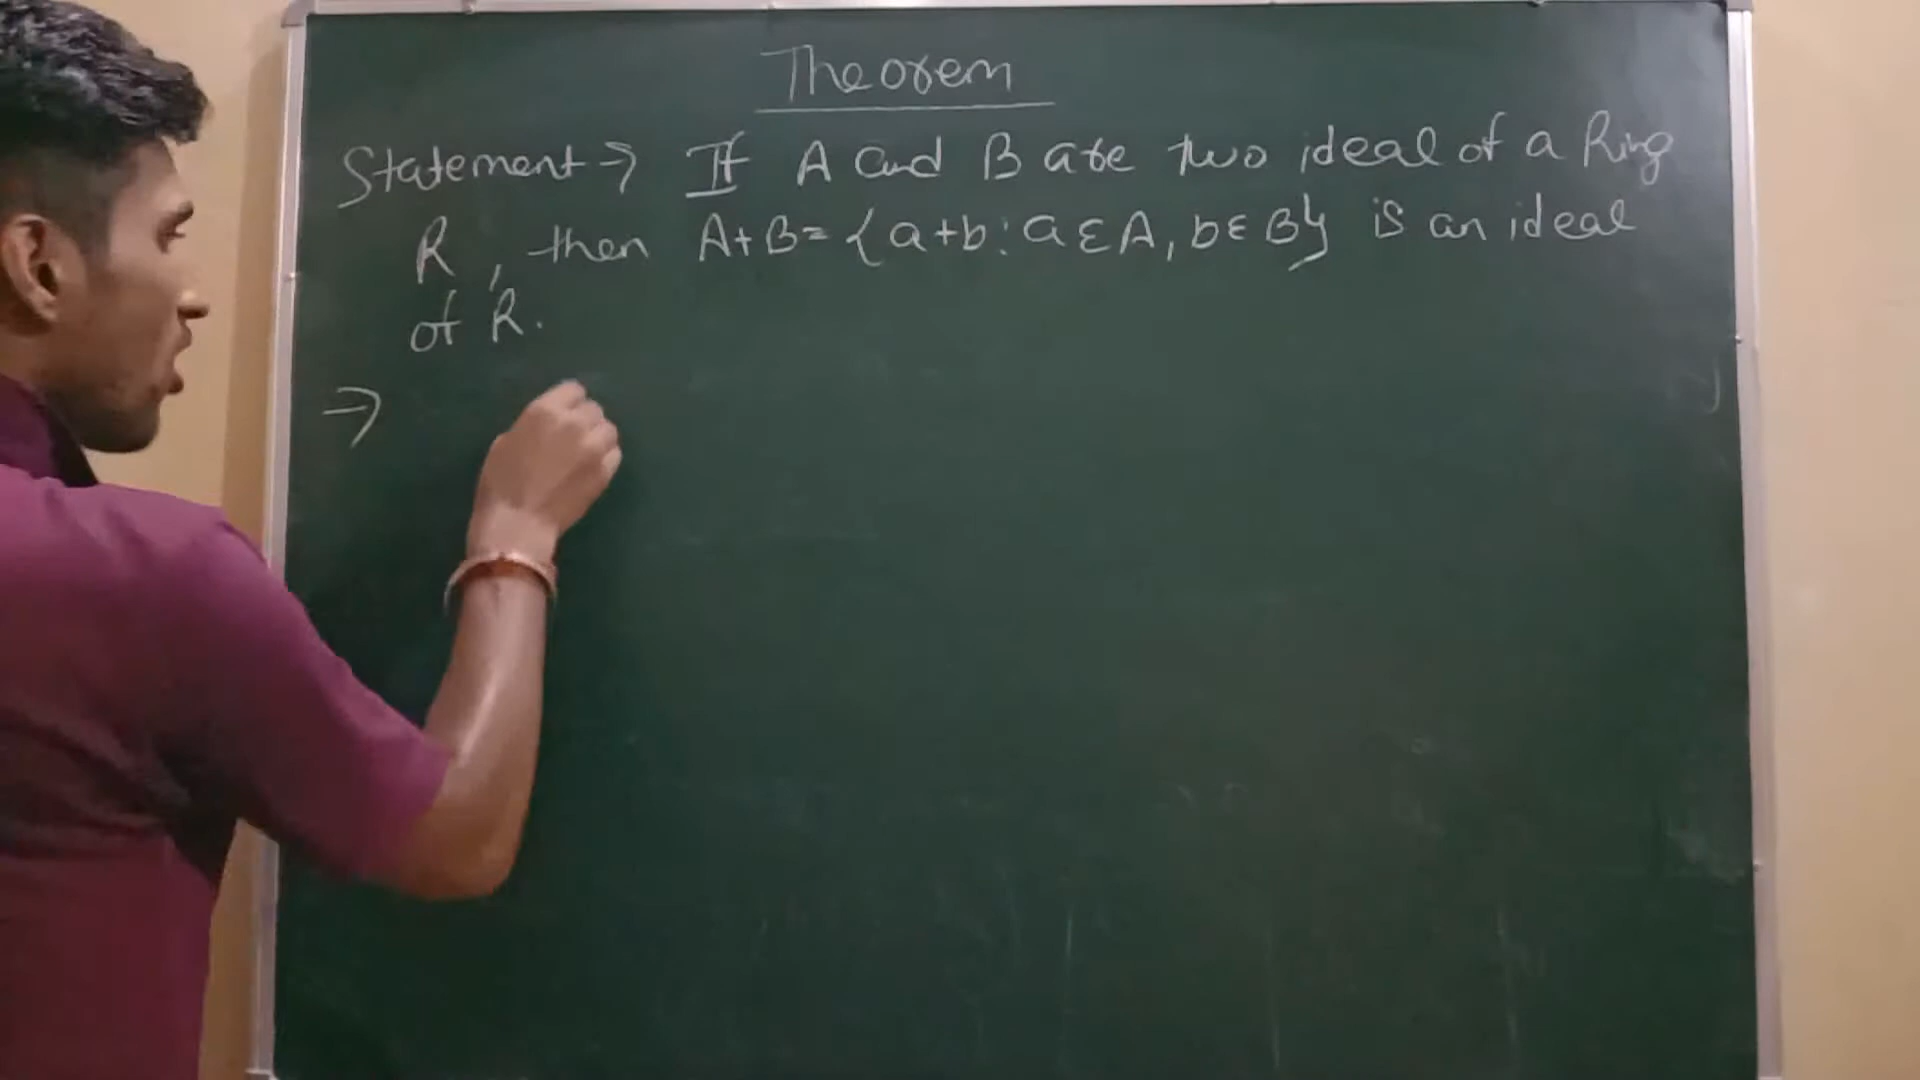 Theorem
Statement → If A and B are two ideal of a Ring
R, then A+B={a+b:a∈A, b∈B} is an ideal
of R.
→